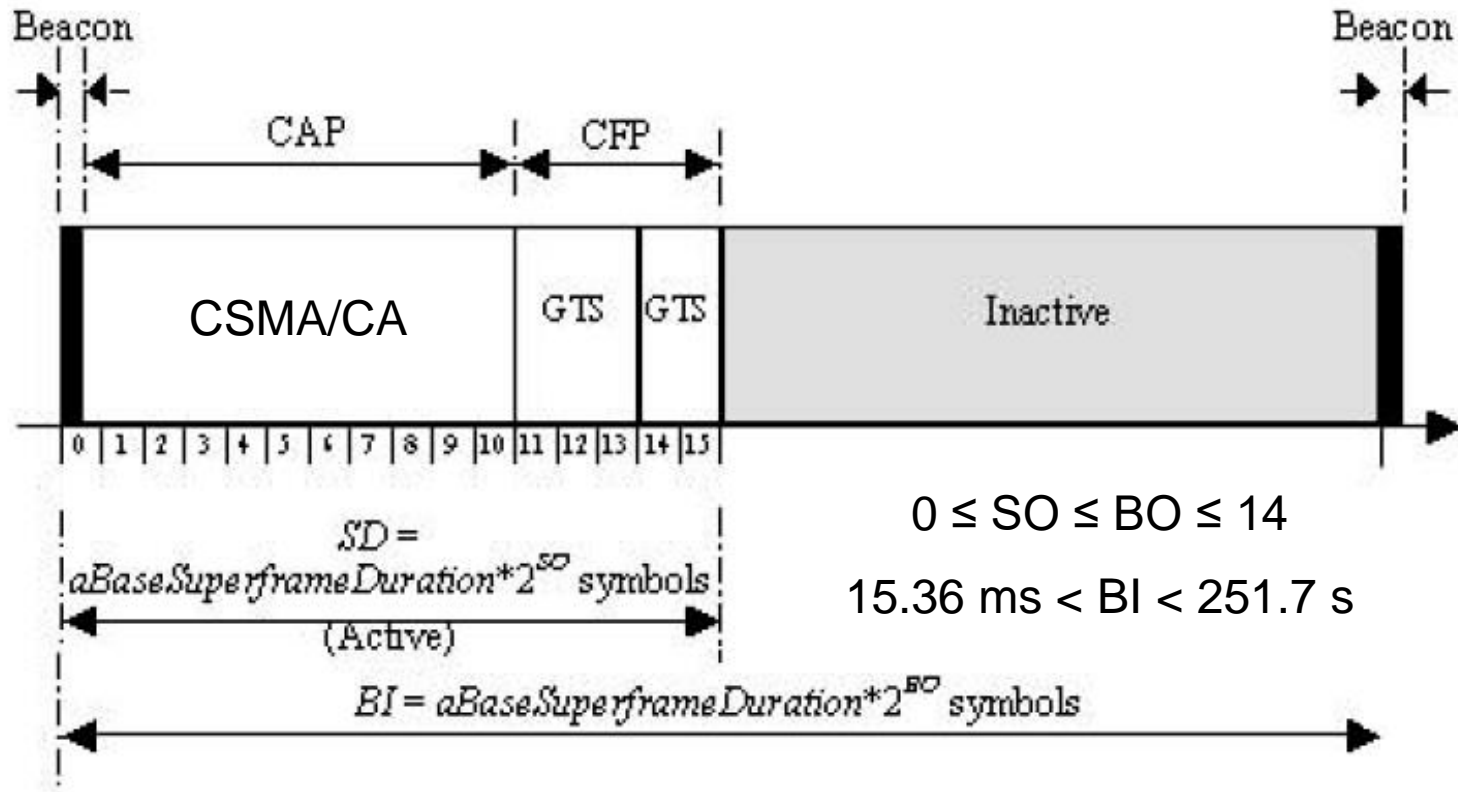 Beacon Beacon
CAP CFP
CSMA/CA GTS GTS Inactive
0 1 2 3 4 5 6 7 8 9 10 11 12 13 14 15
SD =
aBaseSuperframeDuration*2^SO symbols
(Active)
0 ≤ SO ≤ BO ≤ 14
15.36 ms < BI < 251.7 s
BI = aBaseSuperframeDuration*2^BO symbols